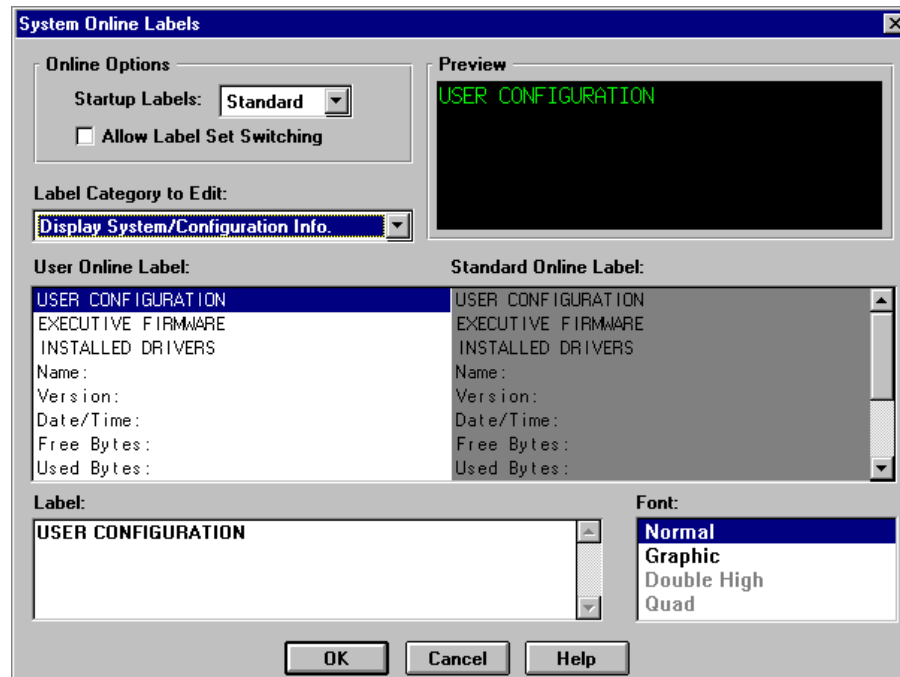 System Online Labels
Online Options
Startup Labels: Standard
Allow Label Set Switching
Preview
USER CONFIGURATION
Label Category to Edit:
Display System/Configuration Info.
User Online Label:
Standard Online Label:
USER CONFIGURATION
EXECUTIVE FIRMWARE
INSTALLED DRIVERS
Name:
Version:
Date/Time:
Free Bytes:
Used Bytes:
USER CONFIGURATION
EXECUTIVE FIRMWARE
INSTALLED DRIVERS
Name:
Version:
Date/Time:
Free Bytes:
Used Bytes:
Label:
USER CONFIGURATION
Font:
Normal
Graphic
Double High
Quad
OK
Cancel
Help